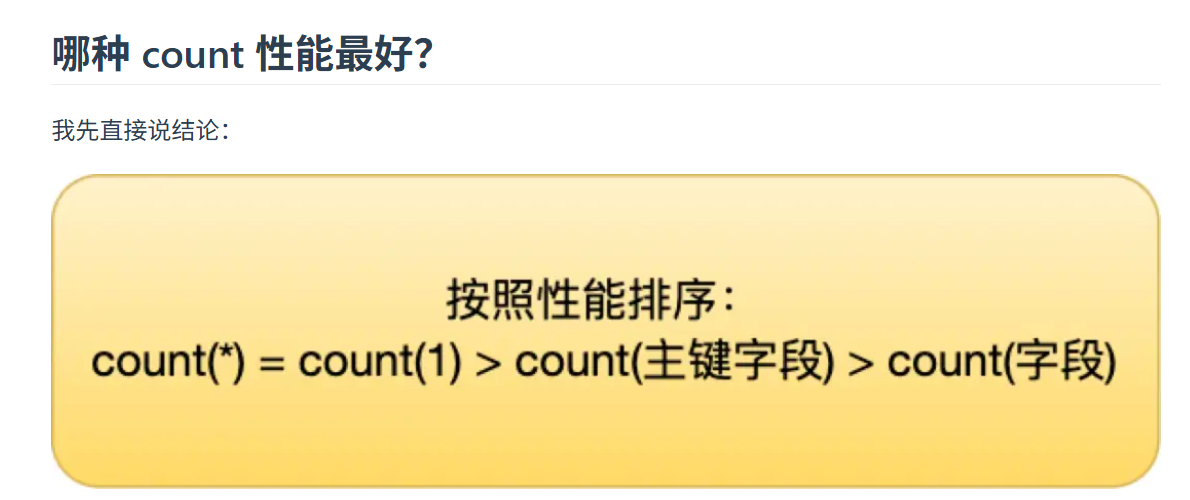 哪种 count 性能最好？
我先直接说结论：
按照性能排序：
count(*) = count(1) > count(主键字段) > count(字段)